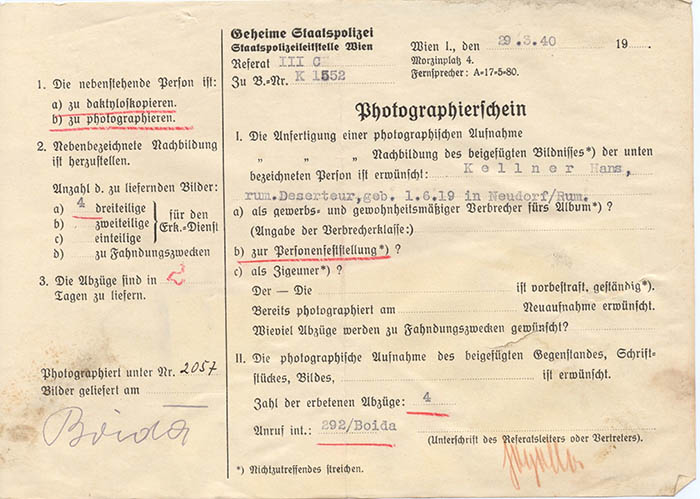 Geheime Staatspolizei
Staatspolizeileitstelle Wien
Referat III C
Zu B.=Nr. K 1552
Wien I., den 29.3.40 19
Morzinplatz 4.
Fernsprecher: A-17-5-80.
1. Die nebenstehende Person ist:
a) zu daktyloskopieren.
b) zu photographieren.
2. Nebenbezeichnete Nachbildung
ist herzustellen.
Anzahl d. zu liefernden Bilder:
a) 4 dreiteilige
b) zweiteilige
c) einteilige
für den
Erk.=Dienst
d) zu Fahndungszwecken
3. Die Abzüge sind in 2
Tagen zu liefern.
Photographiert unter Nr. 2057
Bilder geliefert am
Boida
Photographierschein
I. Die Anfertigung einer photographischen Aufnahme
„ „ „ Nachbildung des beigefügten Bildnisses*) der unten
bezeichneten Person ist erwünscht: Kellner Hans,
rum.Deserteur,geb. 1.6.19 in Neudorf/Rum.
a) als gewerbs= und gewohnheitsmäßiger Verbrecher fürs Album*) ?
(Angabe der Verbrecherklasse:)
b) zur Personenfeststellung*) ?
c) als Zigeuner*) ?
Der — Die ist vorbestraft, geständig*).
Bereits photographiert am Neuaufnahme erwünscht.
Wieviel Abzüge werden zu Fahndungszwecken gewünscht?
II. Die photographische Aufnahme des beigefügten Gegenstandes, Schrift=
stückes, Bildes, ist erwünscht.
Zahl der erbetenen Abzüge: 4
Anruf int.: 292/Boida
(Unterschrift des Referatsleiters oder Vertreters).
*) Nichtzutreffendes streichen.